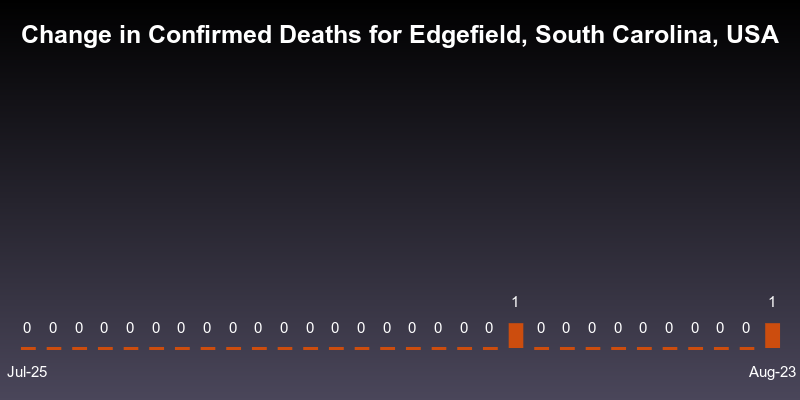 Change in Confirmed Deaths for Edgefield, South Carolina, USA
0 0 0 0 0 0 0 0 0 0 0 0 0 0 0 0 0 0 0 1 0 0 0 0 0 0 0 0 0 1
Jul-25 Aug-23